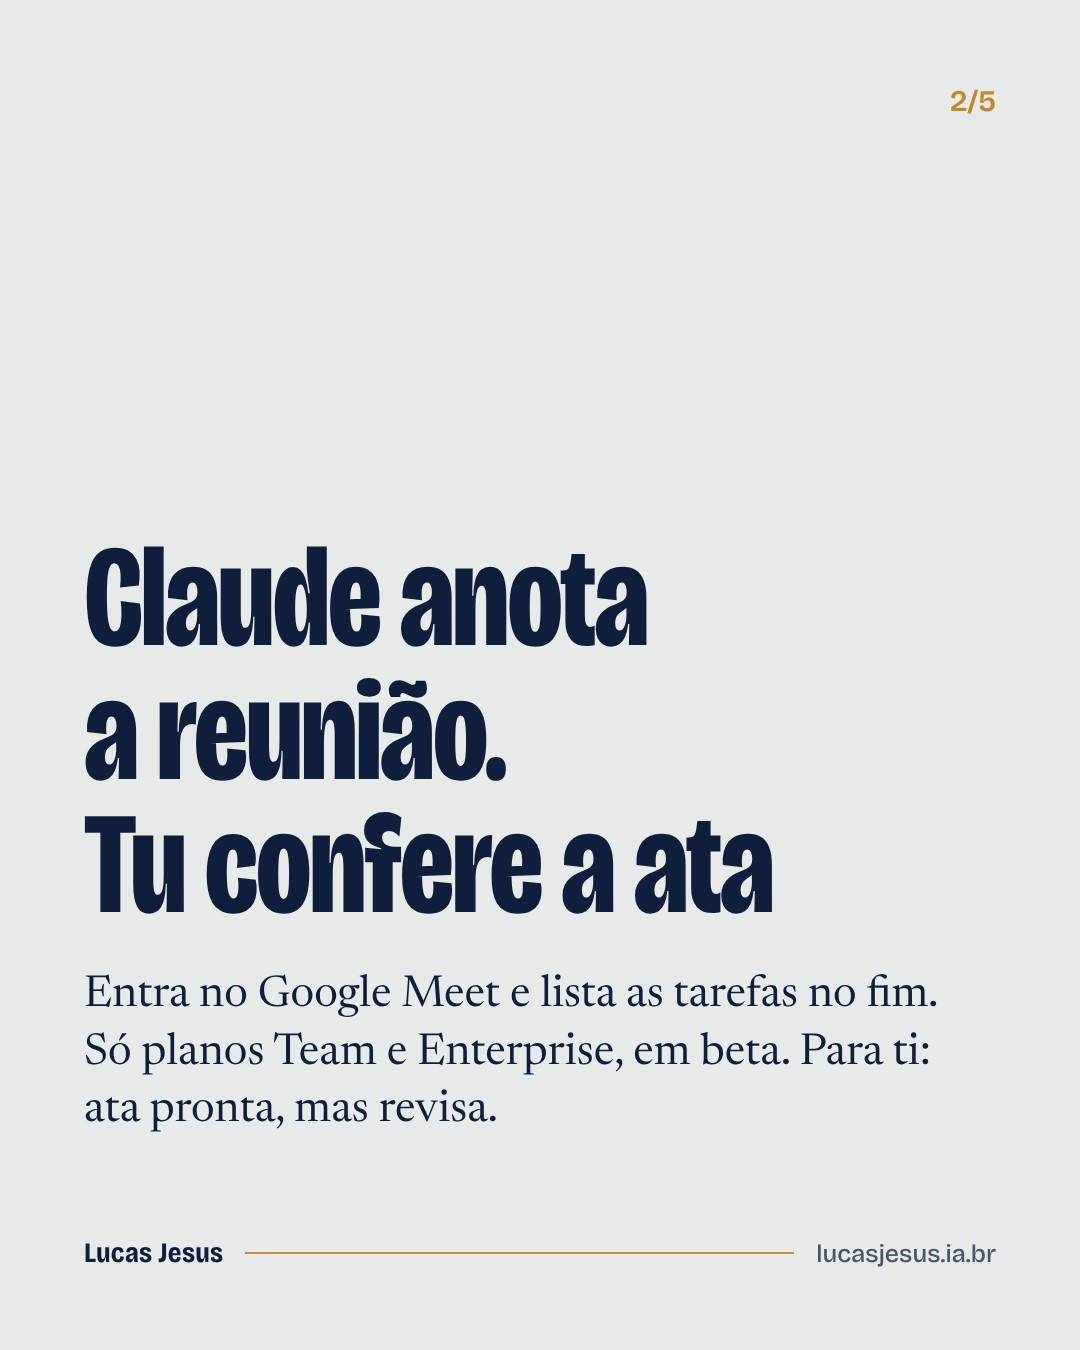 2/5
Claude anota
a reunião.
Tu confere a ata
Entra no Google Meet e lista as tarefas no fim.
Só planos Team e Enterprise, em beta. Para ti:
ata pronta, mas revisa.
Lucas Jesus
lucasjesus.ia.br